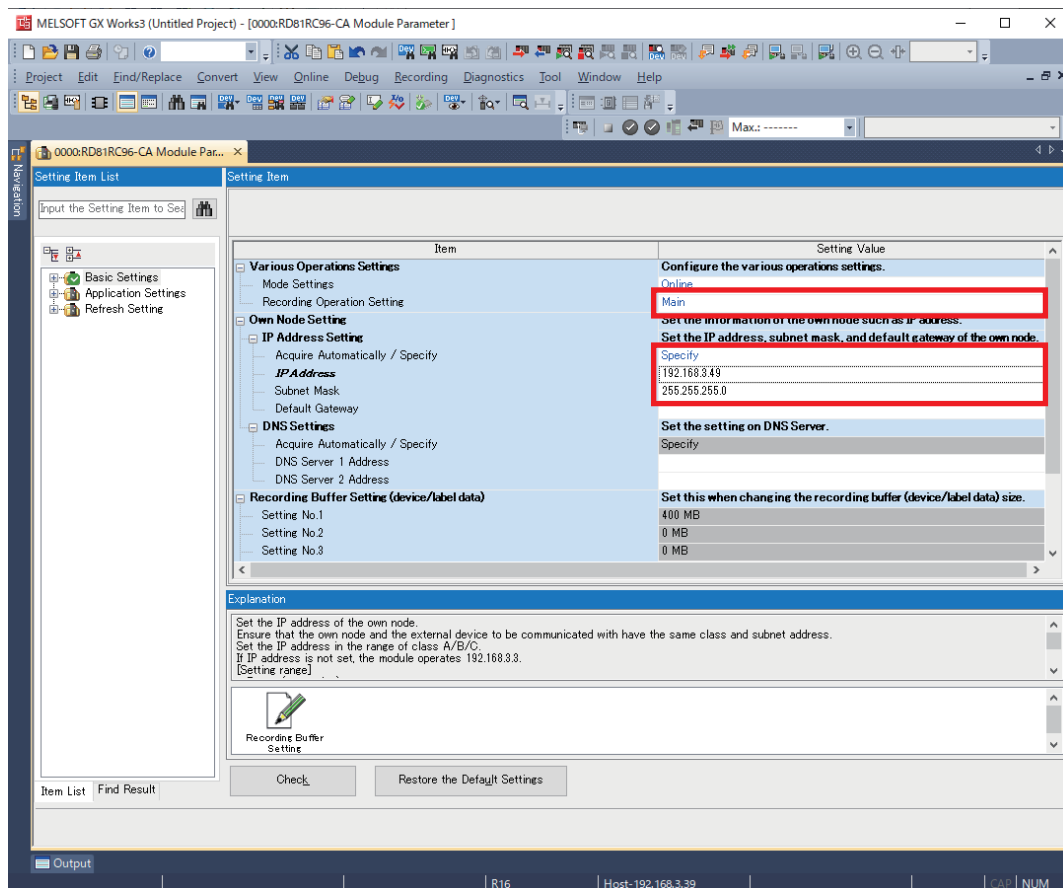 MELSOFT GX Works3 (Untitled Project) - [0000:RD81RC96-CA Module Parameter]
Project Edit Find/Replace Convert View Online Debug Recording Diagnostics Tool Window Help
Max.: -------
0000:RD81RC96-CA Module Par...
Navigation
Setting Item List
Setting Item
Input the Setting Item to Sea
Item Setting Value
Basic Settings
Application Settings
Refresh Setting
Various Operations Settings Configure the various operations settings.
Mode Settings Online
Recording Operation Setting Main
Own Node Setting Set the information of the own node such as IP address.
IP Address Setting Set the IP address, subnet mask, and default gateway of the own node.
Acquire Automatically / Specify Specify
IP Address 192.168.3.49
Subnet Mask 255.255.255.0
Default Gateway
DNS Settings Set the setting on DNS Server.
Acquire Automatically / Specify Specify
DNS Server 1 Address
DNS Server 2 Address
Recording Buffer Setting (device/label data) Set this when changing the recording buffer (device/label data) size.
Setting No.1 400 MB
Setting No.2 0 MB
Setting No.3 0 MB
Explanation
Set the IP address of the own node.
Ensure that the own node and the external device to be communicated with have the same class and subnet address.
Set the IP address in the range of class A/B/C.
If IP address is not set, the module operates 192.168.3.3.
[Setting range]
Recording Buffer
Setting
Check Restore the Default Settings
Item List Find Result
Output
R16 Host-192.168.3.39 CAP NUM